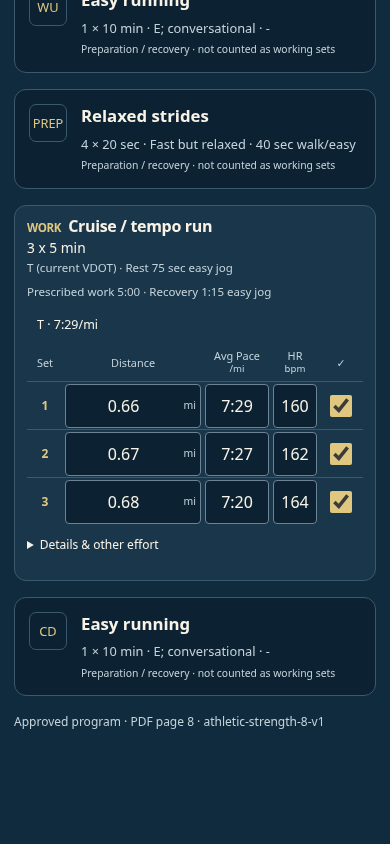 WU Easy running
1 × 10 min · E; conversational · -
Preparation / recovery · not counted as working sets
PREP Relaxed strides
4 × 20 sec · Fast but relaxed · 40 sec walk/easy
Preparation / recovery · not counted as working sets
WORK Cruise / tempo run
3 x 5 min
T (current VDOT) · Rest 75 sec easy jog
Prescribed work 5:00 · Recovery 1:15 easy jog
T · 7:29/mi
Set Distance Avg Pace /mi HR bpm ✓
1 0.66 mi 7:29 160
2 0.67 mi 7:27 162
3 0.68 mi 7:20 164
Details & other effort
CD Easy running
1 × 10 min · E; conversational · -
Preparation / recovery · not counted as working sets
Approved program · PDF page 8 · athletic-strength-8-v1